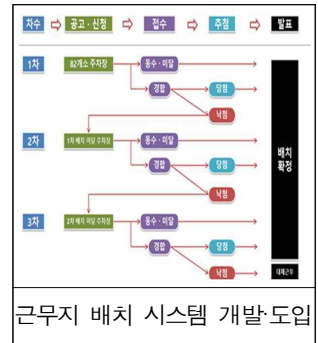 차수 공고·신청 접수 추첨 발표
1차 82개소 주차장 동수·미달
경합 당첨
낙첨
2차 1차 배치 미달 주차장 동수·미달
경합 당첨
낙첨
배치
확정
3차 2차 배치 미달 주차장 동수·미달
경합 당첨
낙첨 대체근무
근무지 배치 시스템 개발·도입